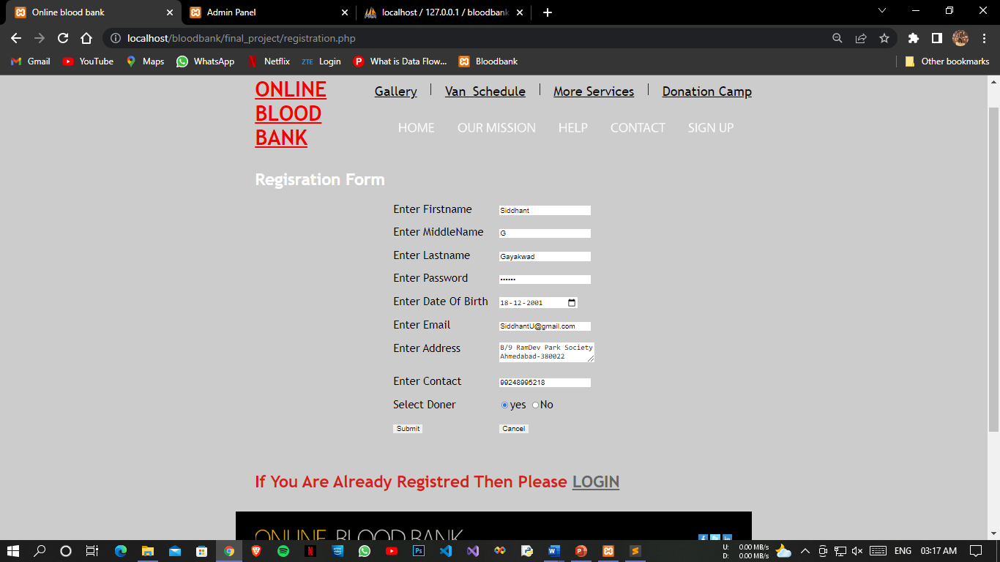 Online blood bank
Admin Panel
localhost / 127.0.0.1 / bloodbank
localhost/bloodbank/final_project/registration.php
Gmail
YouTube
Maps
WhatsApp
Netflix
ZTE Login
What is Data Flow...
Bloodbank
Other bookmarks
ONLINE
BLOOD
BANK
Gallery
Van Schedule
More Services
Donation Camp
HOME
OUR MISSION
HELP
CONTACT
SIGN UP
Regisration Form
Enter Firstname Siddhant
Enter MiddleName G
Enter Lastname Gayakwad
Enter Password ••••••
Enter Date Of Birth 18-12-2001
Enter Email SiddhantU@gmail.com
Enter Address B/9 RamDev Park Society
Ahmedabad-380022
Enter Contact 99248995218
Select Doner yes No
Submit Cancel
If You Are Already Registred Then Please LOGIN
ONLINE BLOOD BANK
U: 0.00 MB/s
D: 0.00 MB/s
ENG
03:17 AM